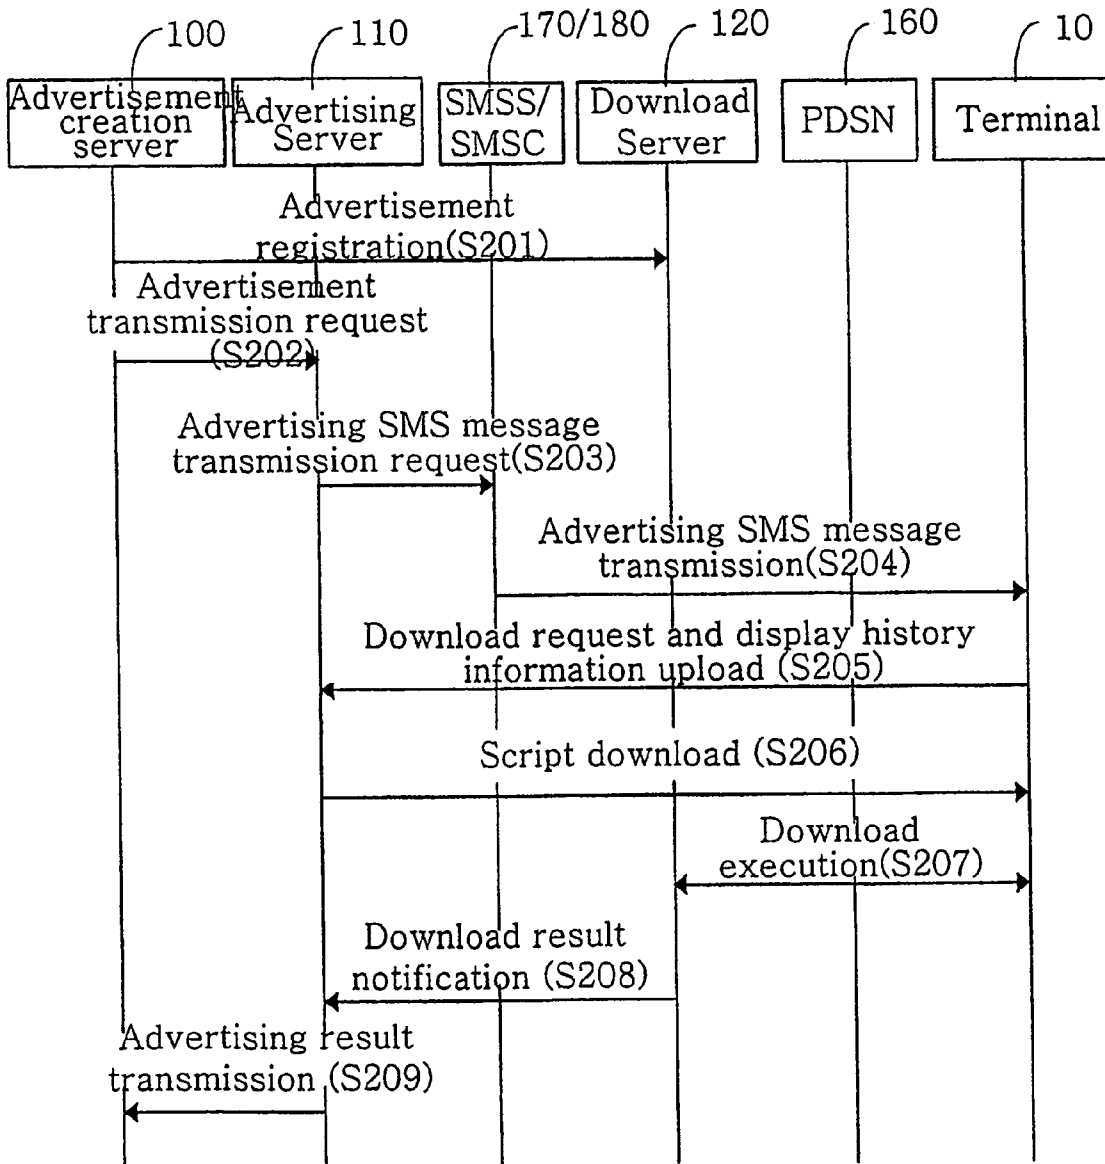 100
110
170/180
120
160
10
Advertisement
creation
server
Advertising
Server
SMSS/
SMSC
Download
Server
PDSN
Terminal
Advertisement
registration(S201)
Advertisement
transmission request
(S202)
Advertising SMS message
transmission request(S203)
Advertising SMS message
transmission(S204)
Download request and display history
information upload (S205)
Script download (S206)
Download
execution(S207)
Download result
notification (S208)
Advertising result
transmission (S209)